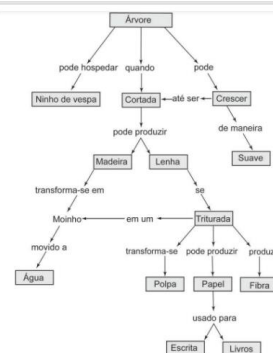 Árvore
pode hospedar quando pode
Ninho de vespa Cortada até ser Crescer
pode produzir de maneira
Madeira Lenha Suave
transforma-se em se
Moinho em um Triturada
movido a transforma-se pode produzir produz
Água Polpa Papel Fibra
usado para
Escrita Livros